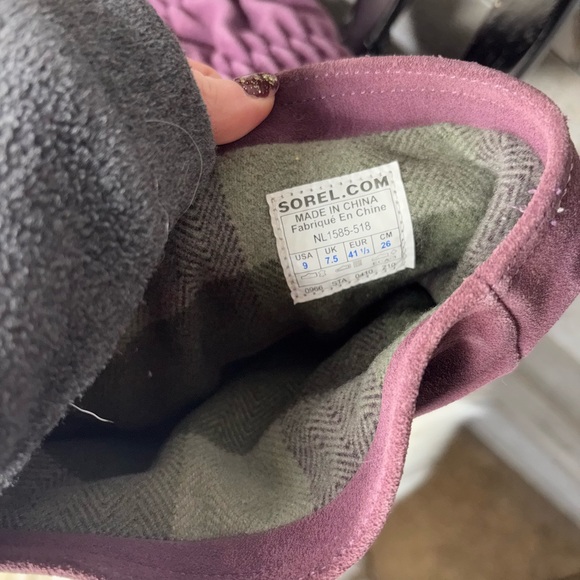 SOREL.COM
MADE IN CHINA
Fabriqué En Chine
NL1585-518
USA UK EUR CM
9 7.5 41 1/3 26